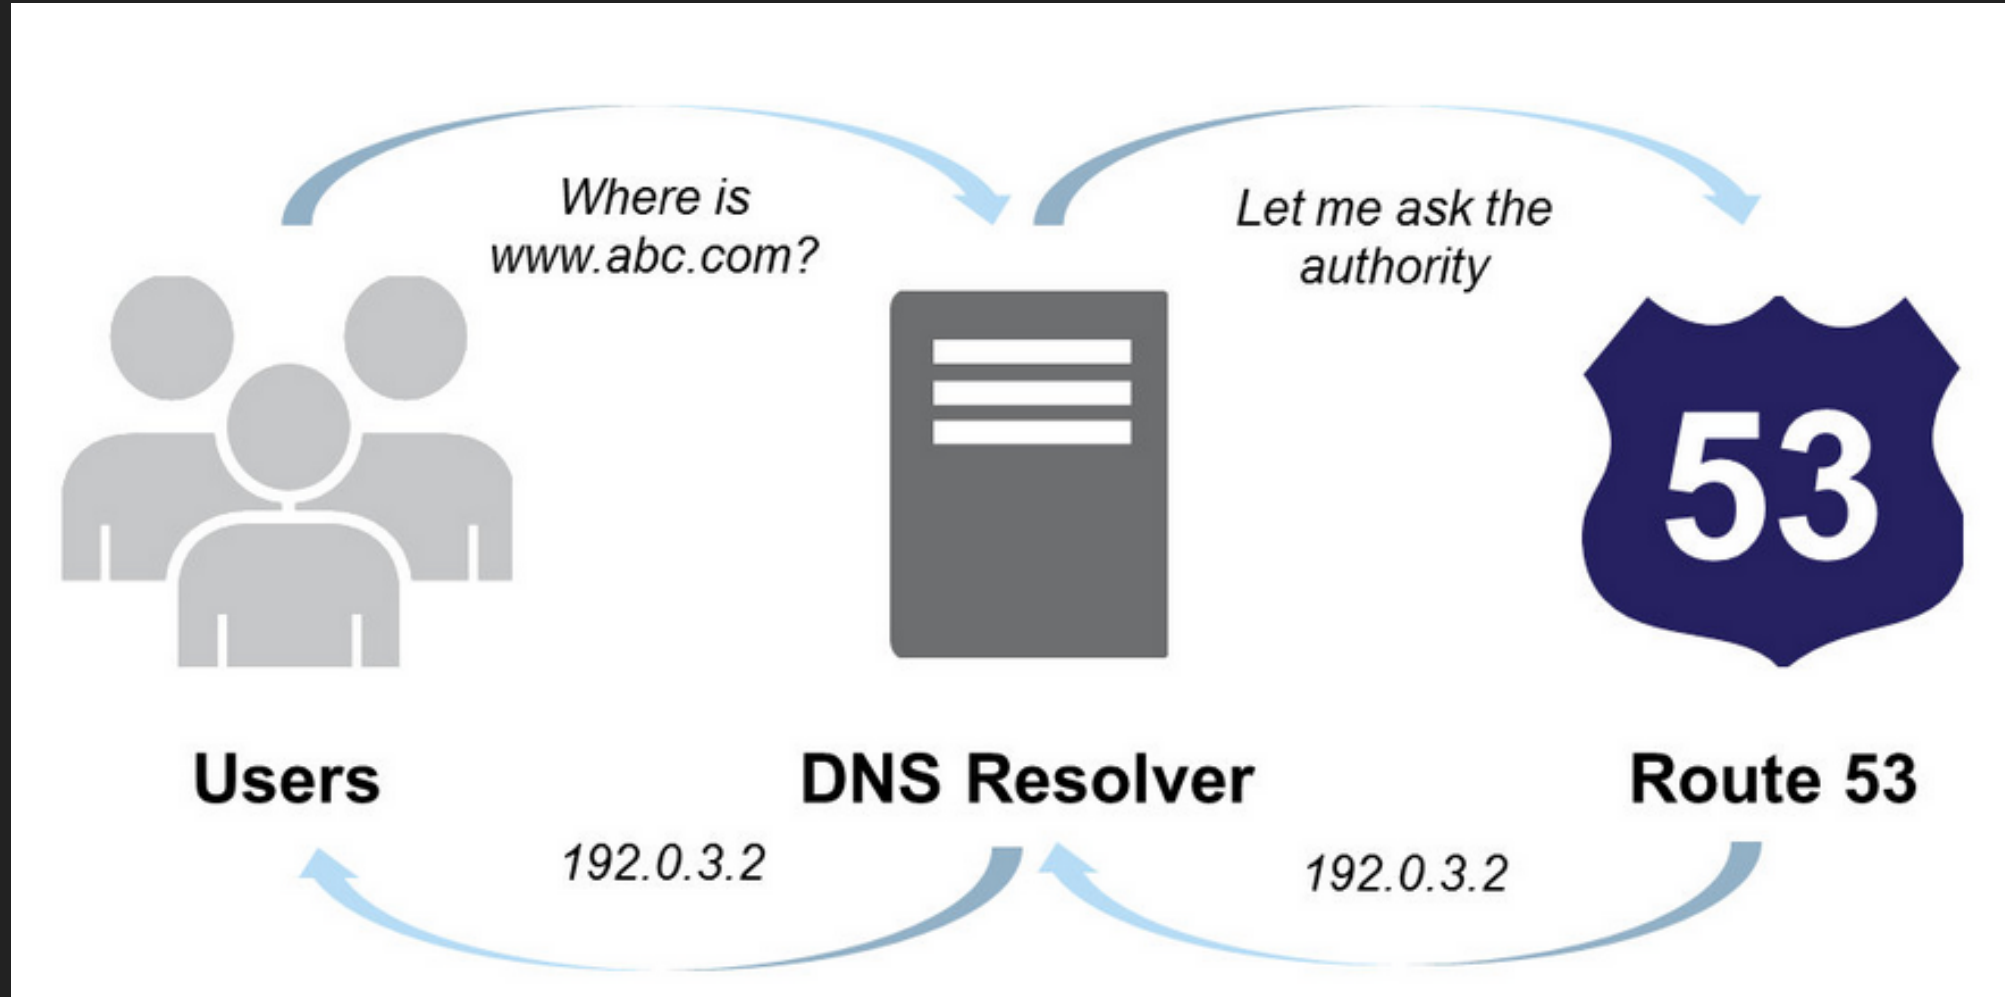 Where is
www.abc.com?
Let me ask the
authority
53
Users
DNS Resolver
Route 53
192.0.3.2
192.0.3.2